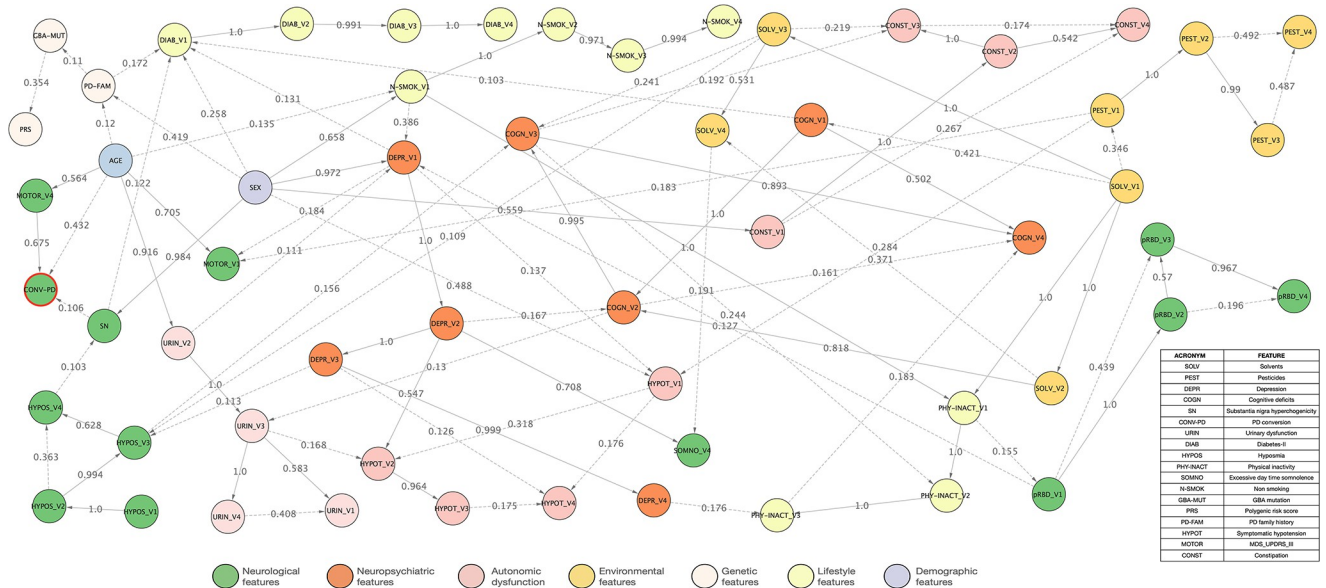 GBA-MUT
DIAB_V1
1.0
DIAB_V2
0.991
DIAB_V3
1.0
DIAB_V4
N-SMOK_V2
0.971
N-SMOK_V3
0.994
N-SMOK_V4
SOLV_V3
0.219
CONST_V3
0.174
CONST_V4
1.0
CONST_V2
0.542
PEST_V2
0.492
PEST_V4
0.11
0.172
0.354
PD-FAM
PRS
1.0
N-SMOK_V1
0.103
0.241
0.192
0.531
1.0
0.99
0.487
PEST_V1
PEST_V3
0.12
0.419
0.258
0.131
0.135
0.658
0.386
COGN_V3
SOLV_V4
COGN_V1
1.0
0.267
1.0
0.421
0.346
AGE
SEX
DEPR_V1
0.972
0.564
MOTOR_V4
0.122
0.705
0.184
0.559
0.183
0.893
0.502
SOLV_V1
0.675
0.432
0.916
0.984
MOTOR_V1
0.111
1.0
0.109
0.995
1.0
1.0
CONST_V1
COGN_V4
0.284
0.371
pRBD_V3
0.967
CONV-PD
0.106
SN
0.156
0.488
0.137
0.161
0.191
COGN_V2
0.57
pRBD_V2
0.196
pRBD_V4
1.0
1.0
URIN_V2
DEPR_V2
0.167
0.244
0.127
0.818
0.103
1.0
DEPR_V3
1.0
0.13
0.547
0.708
HYPOT_V1
0.183
0.439
SOLV_V2
1.0
HYPOS_V4
0.628
HYPOS_V3
0.113
URIN_V3
0.168
0.126
0.999
0.318
0.176
PHY-INACT_V1
0.363
0.994
1.0
0.583
HYPOT_V2
0.964
SOMNO_V4
1.0
0.155
HYPOS_V2
1.0
HYPOS_V1
URIN_V4
0.408
URIN_V1
HYPOT_V3
0.175
HYPOT_V4
DEPR_V4
0.176
PHY-INACT_V3
1.0
PHY-INACT_V2
pRBD_V1
ACRONYM FEATURE
SOLV Solvents
PEST Pesticides
DEPR Depression
COGN Cognitive deficits
SN Substantia nigra hyperchogenicity
CONV-PD PD conversion
URIN Urinary dysfunction
DIAB Diabetes-II
HYPOS Hyposmia
PHY-INACT Physical inactivity
SOMNO Excessive day time somnolence
N-SMOK Non smoking
GBA-MUT GBA mutation
PRS Polygenic risk score
PD-FAM PD family history
HYPOT Symptomatic hypotension
MOTOR MDS_UPDRS_III
CONST Constipation
Neurological features
Neuropsychiatric features
Autonomic dysfunction
Environmental features
Genetic features
Lifestyle features
Demographic features